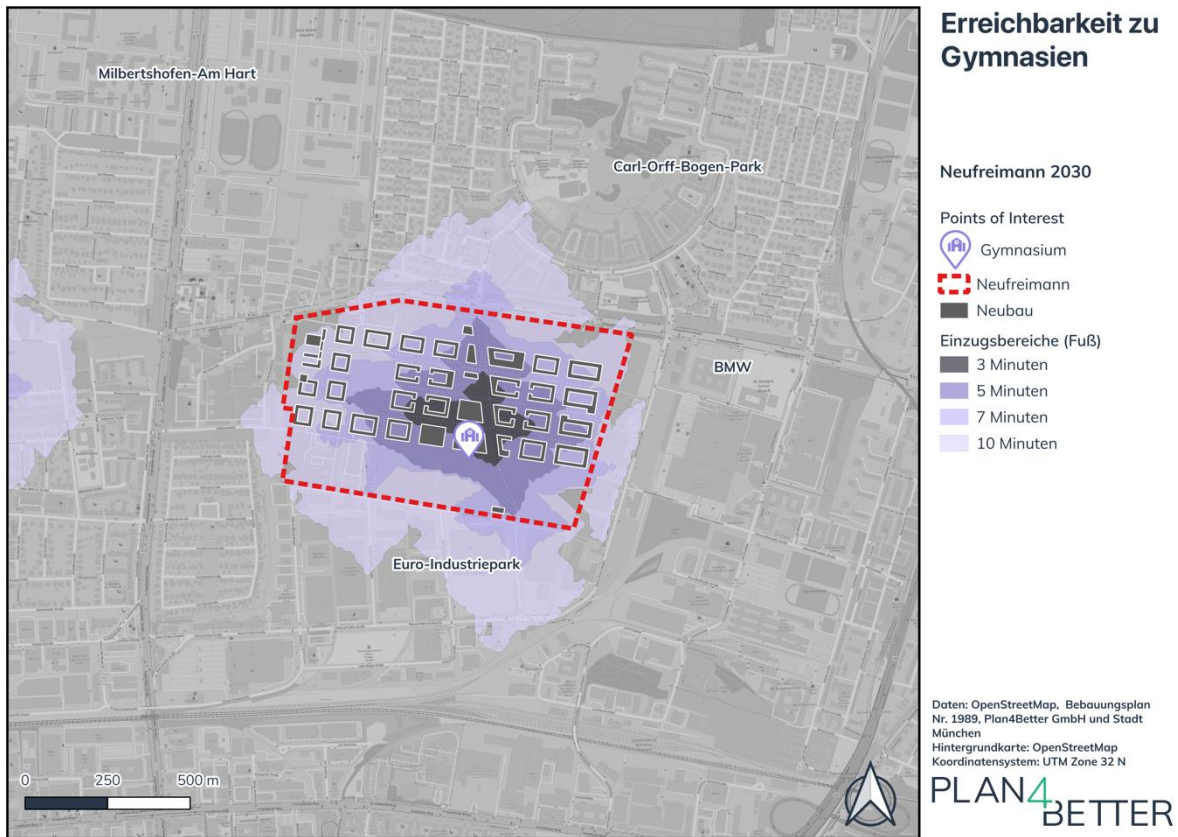 Erreichbarkeit zu
Gymnasien
Neufreimann 2030
Points of Interest
Gymnasium
Neufreimann
Neubau
Einzugsbereiche (Fuß)
3 Minuten
5 Minuten
7 Minuten
10 Minuten
Milbertshofen-Am Hart
Carl-Orff-Bogen-Park
BMW
Euro-Industriepark
0 250 500 m
Daten: OpenStreetMap, Bebauungsplan
Nr. 1989, Plan4Better GmbH und Stadt
München
Hintergrundkarte: OpenStreetMap
Koordinatensystem: UTM Zone 32 N
PLAN4
BETTER